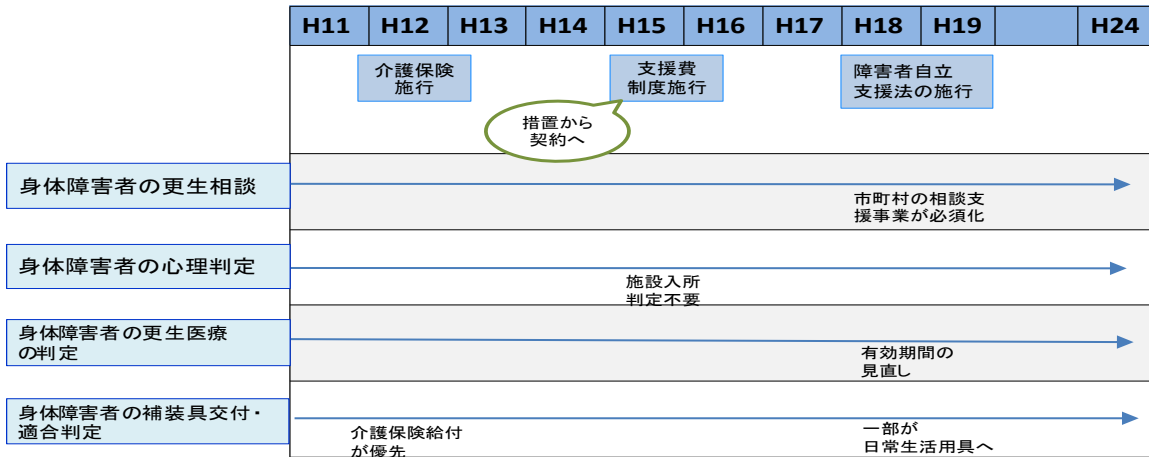 H11 H12 H13 H14 H15 H16 H17 H18 H19 H24
介護保険
施行
支援費
制度施行
障害者自立
支援法の施行
措置から
契約へ
身体障害者の更生相談
市町村の相談支
援事業が必須化
身体障害者の心理判定
施設入所
判定不要
身体障害者の更生医療
の判定
有効期間の
見直し
身体障害者の補装具交付・
適合判定
介護保険給付
が優先
一部が
日常生活用具へ